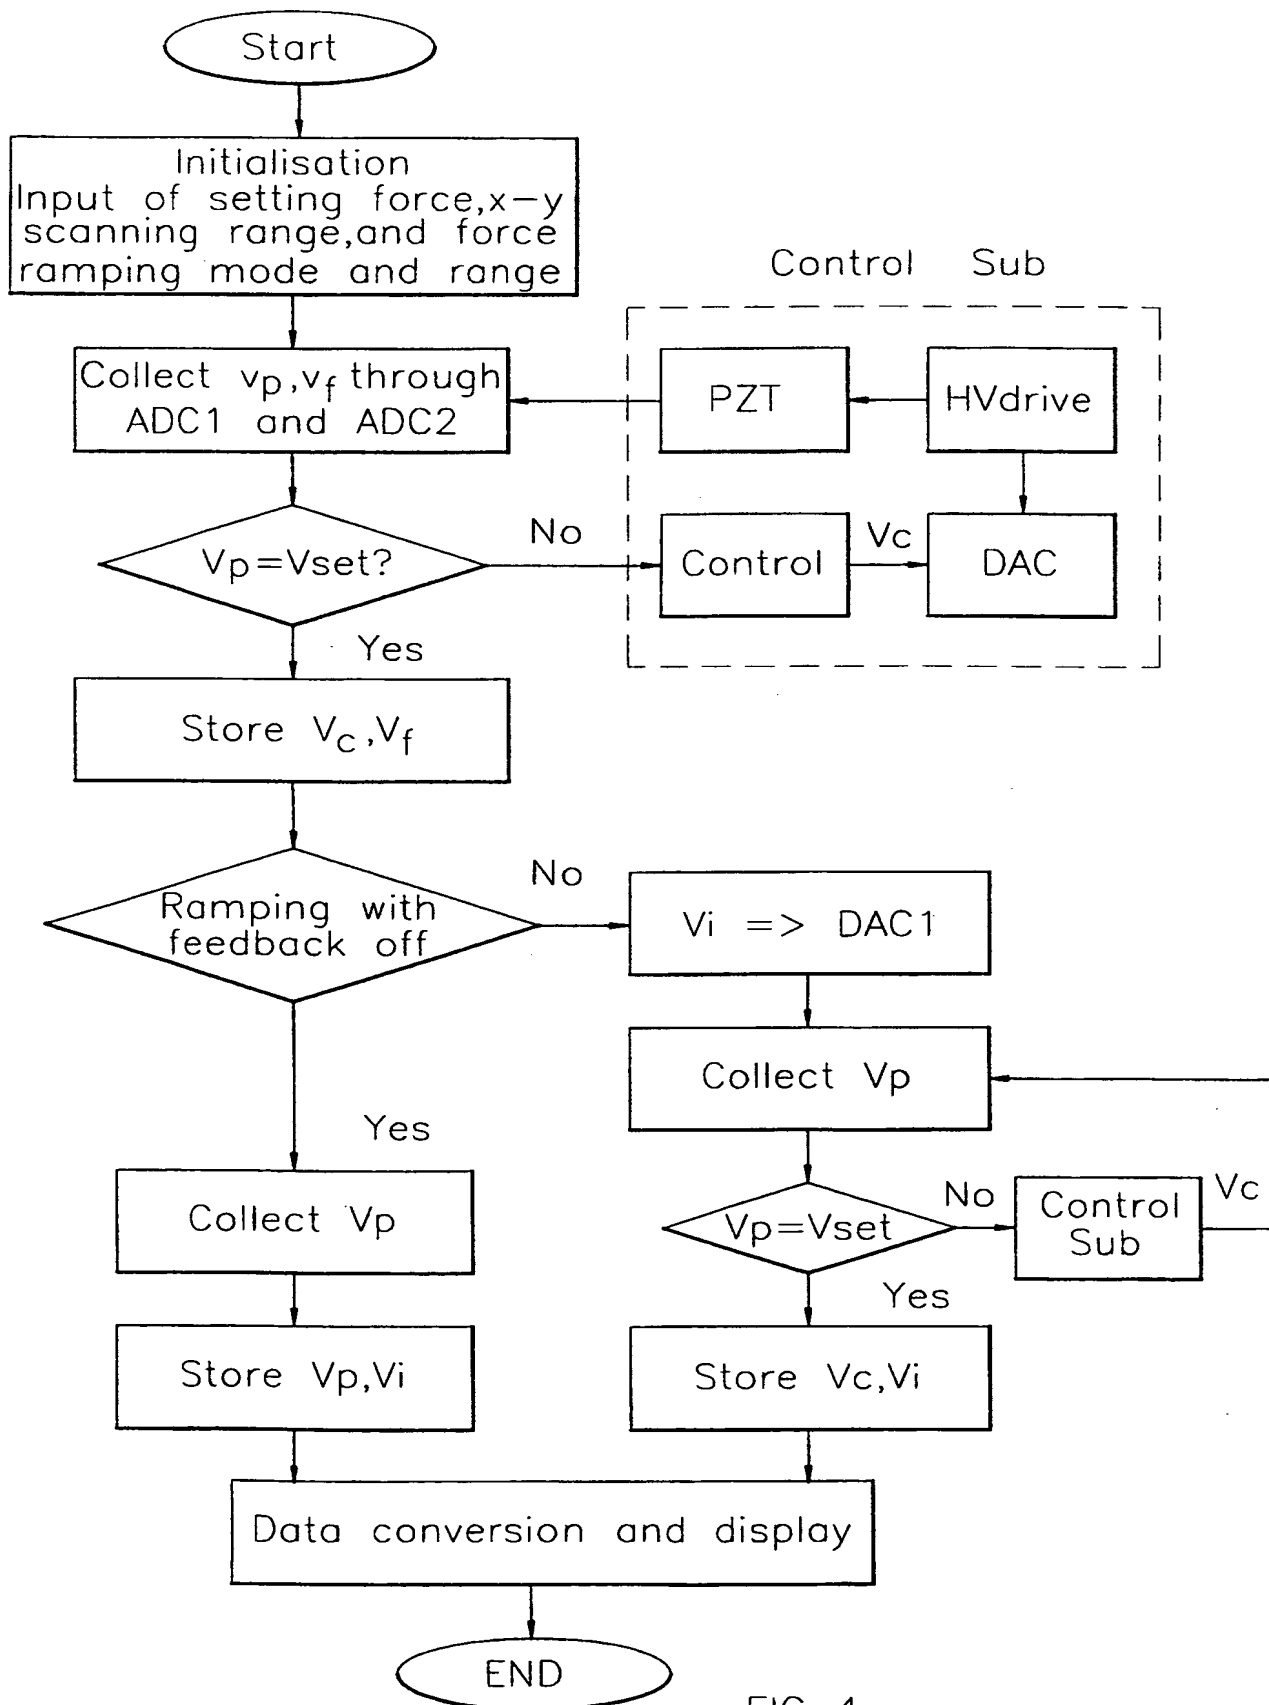 Start
Initialisation
Input of setting force,x-y
scanning range,and force
ramping mode and range
Control Sub
Collect vp,vf through
ADC1 and ADC2
PZT
HVdrive
Vp=Vset?
No
Control
Vc
DAC
Yes
Store Vc,Vf
Ramping with
feedback off
No
Vi => DAC1
Collect Vp
Yes
Collect Vp
Vp=Vset
No
Control
Sub
Vc
Yes
Store Vp,Vi
Store Vc,Vi
Data conversion and display
END